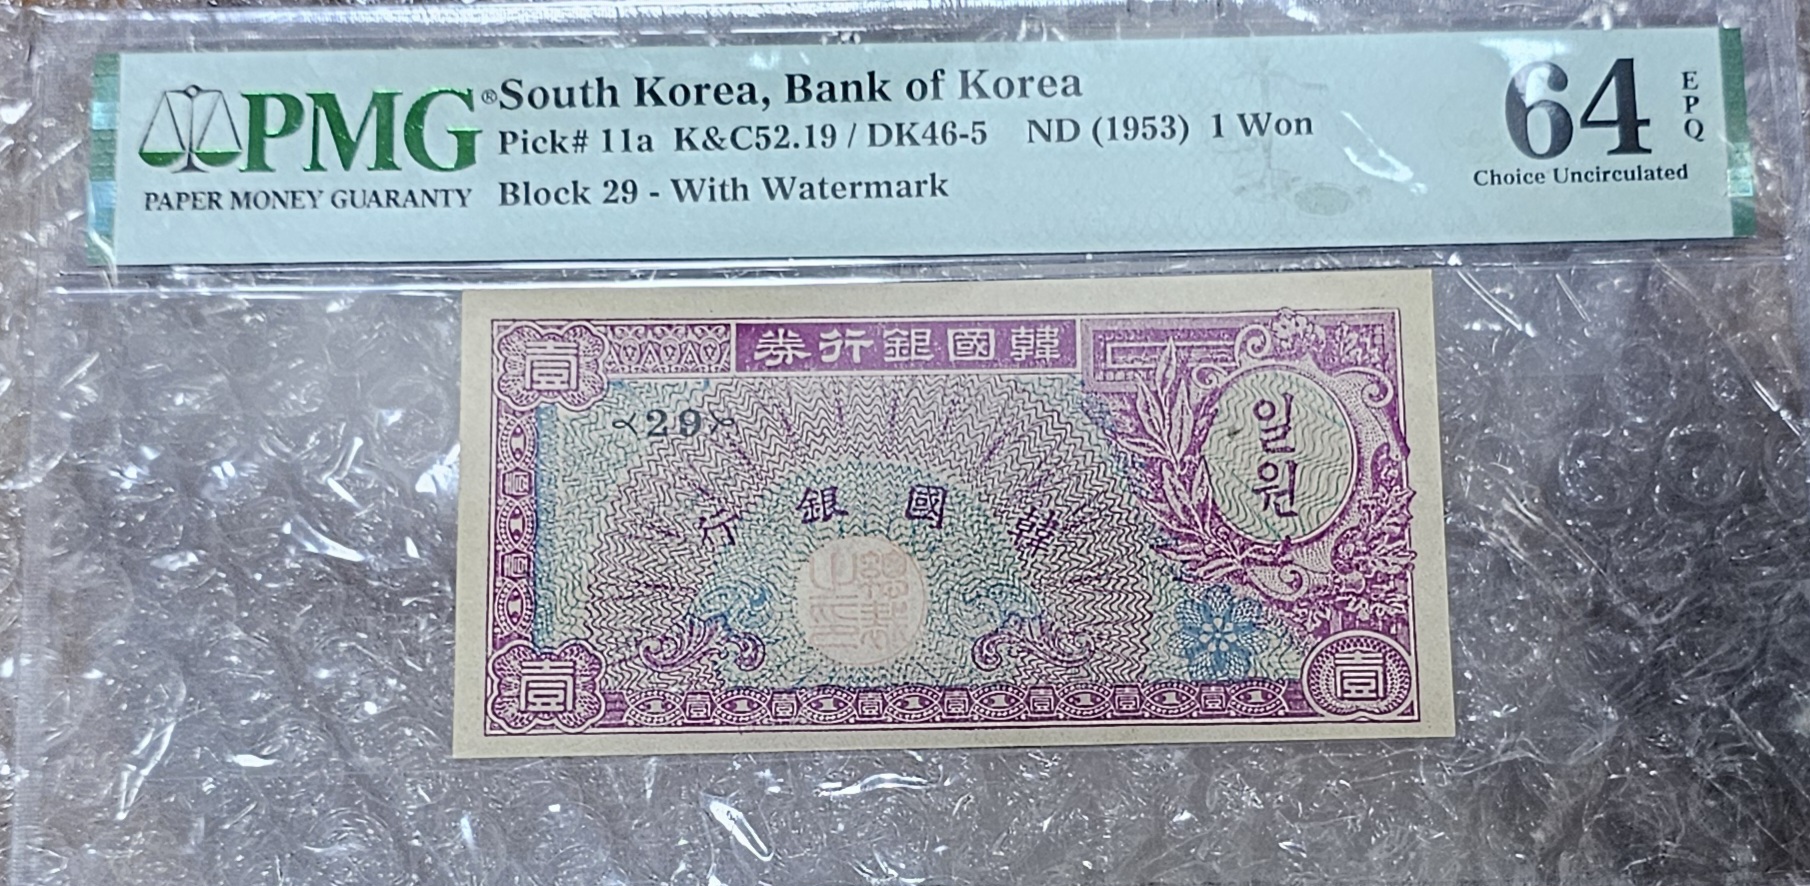 PMG® South Korea, Bank of Korea
Pick# 11a K&C52.19 / DK46-5 ND (1953) 1 Won
PAPER MONEY GUARANTY Block 29 - With Watermark
64 EPQ
Choice Uncirculated
壹 券行銀國韓
<29>
일원
行銀國韓
壹 壹